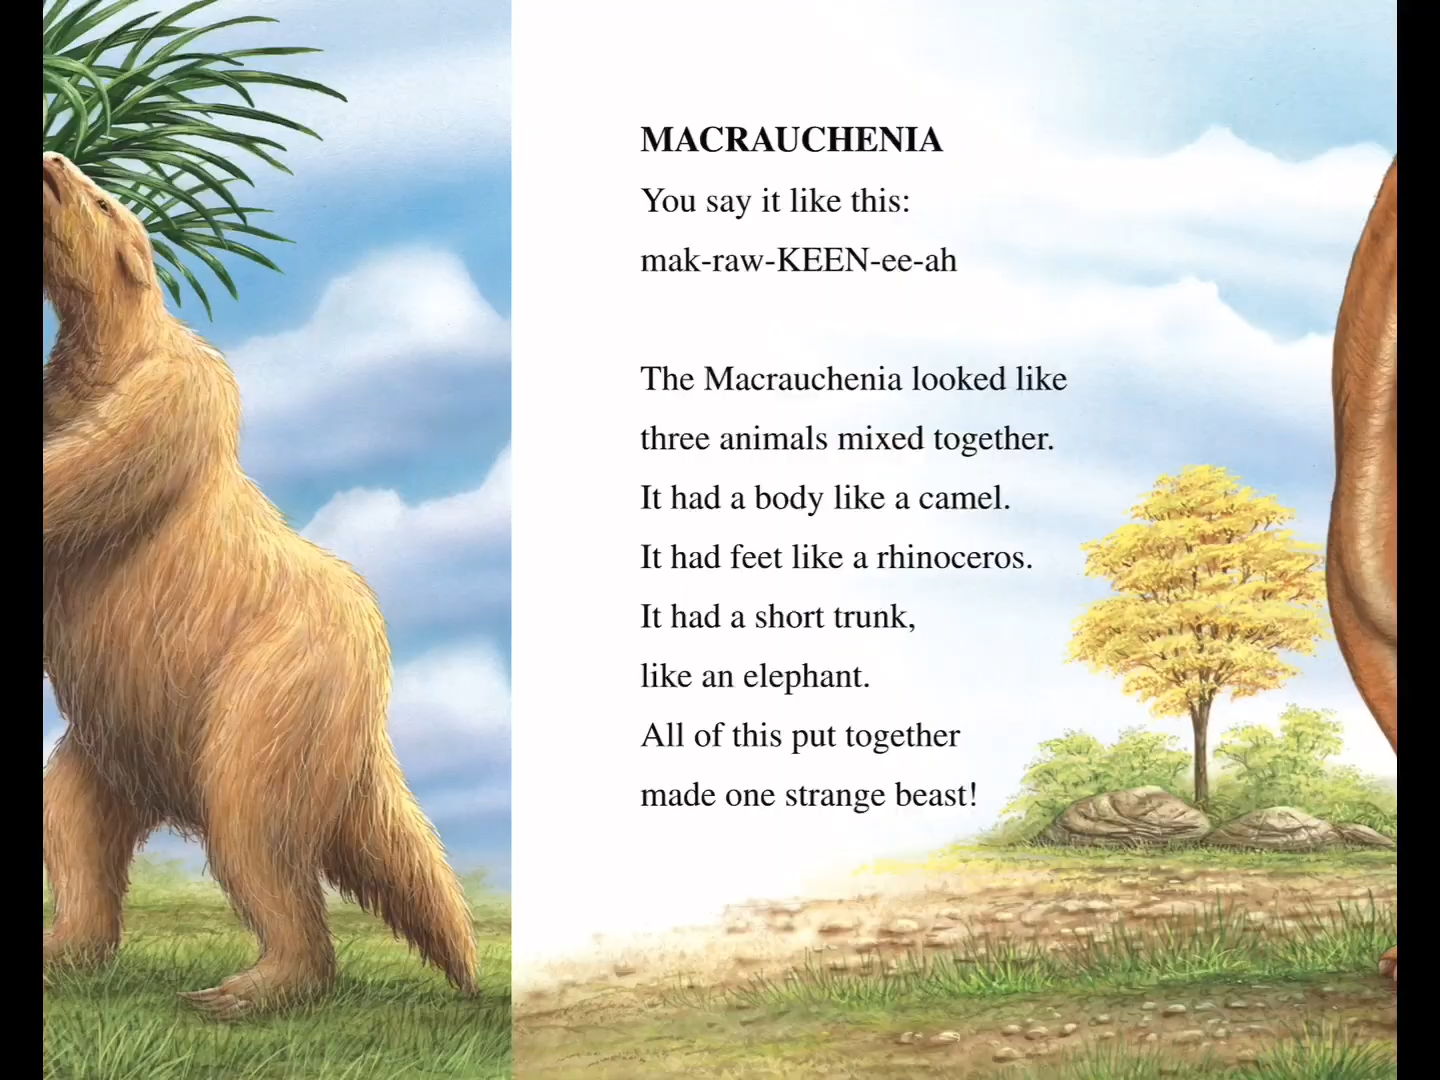 MACRAUCHENIA
You say it like this:
mak-raw-KEEN-ee-ah
The Macrauchenia looked like
three animals mixed together.
It had a body like a camel.
It had feet like a rhinoceros.
It had a short trunk,
like an elephant.
All of this put together
made one strange beast!